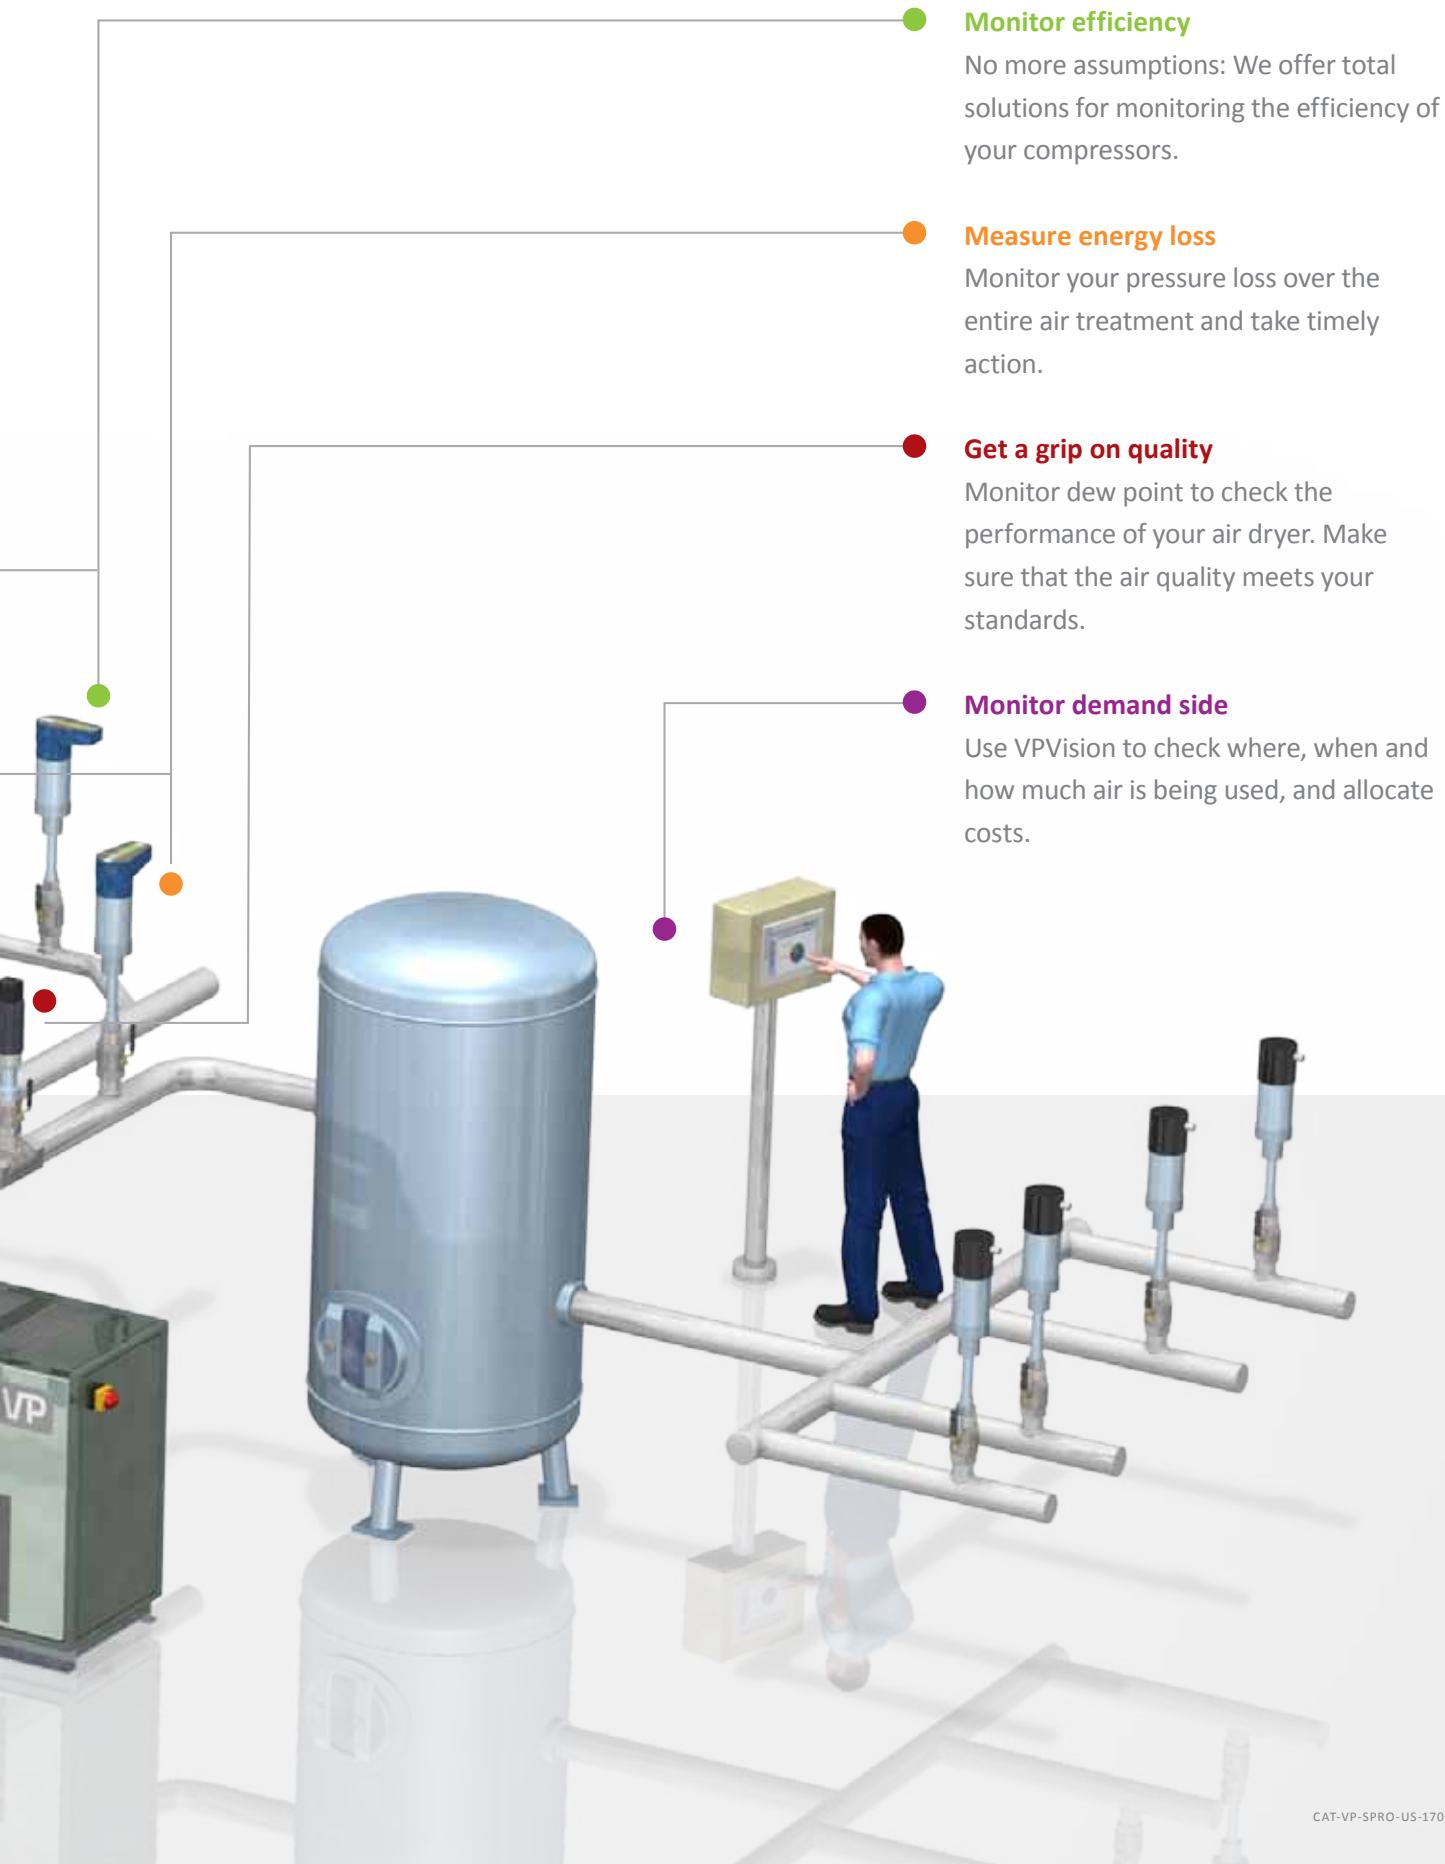 Monitor efficiency
No more assumptions: We offer total
solutions for monitoring the efficiency of
your compressors.
Measure energy loss
Monitor your pressure loss over the
entire air treatment and take timely
action.
Get a grip on quality
Monitor dew point to check the
performance of your air dryer. Make
sure that the air quality meets your
standards.
Monitor demand side
Use VPVision to check where, when and
how much air is being used, and allocate
costs.
VP
CAT-VP-SPRO-US-170